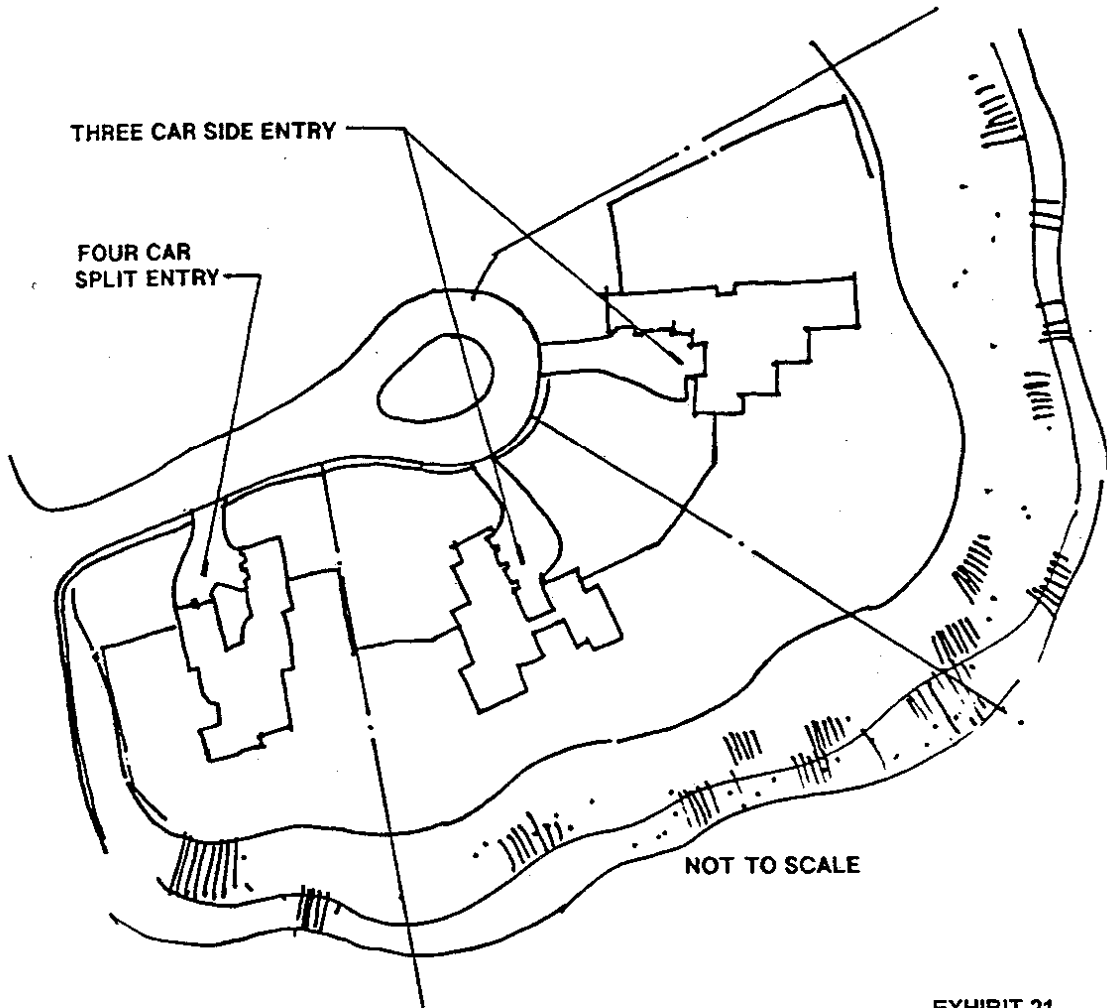 THREE CAR SIDE ENTRY
FOUR CAR
SPLIT ENTRY
NOT TO SCALE
EXHIBIT 21